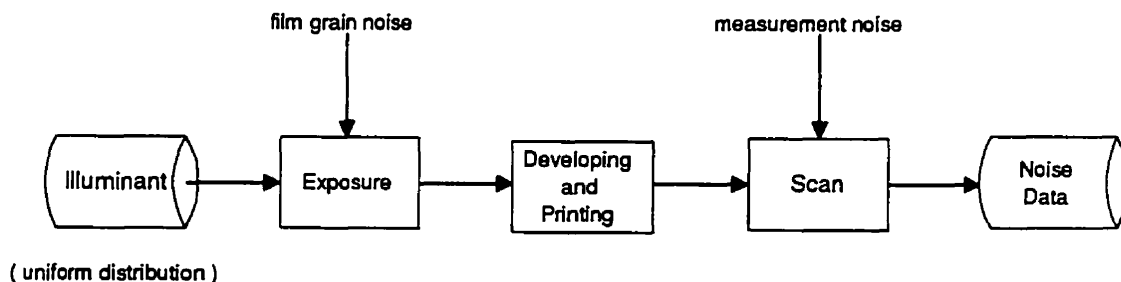 film grain noise
measurement noise
Illuminant
Exposure
Developing
and
Printing
Scan
Noise
Data
( uniform distribution )